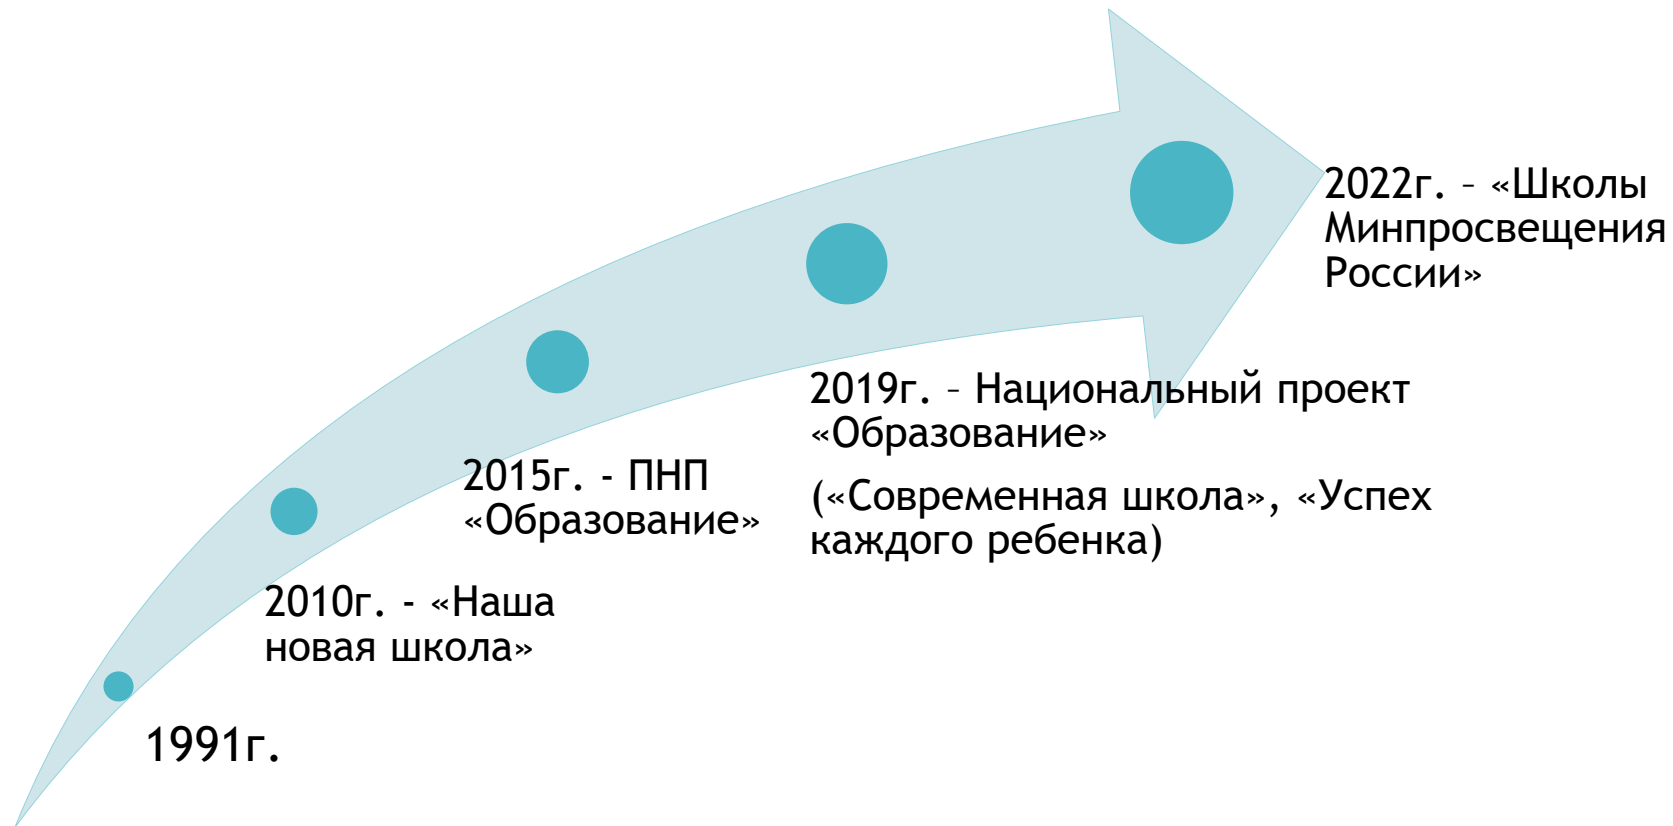 1991г.
2010г. - «Наша
новая школа»
2015г. - ПНП
«Образование»
2019г. – Национальный проект
«Образование»
(«Современная школа», «Успех
каждого ребенка)
2022г. – «Школы
Минпросвещения
России»